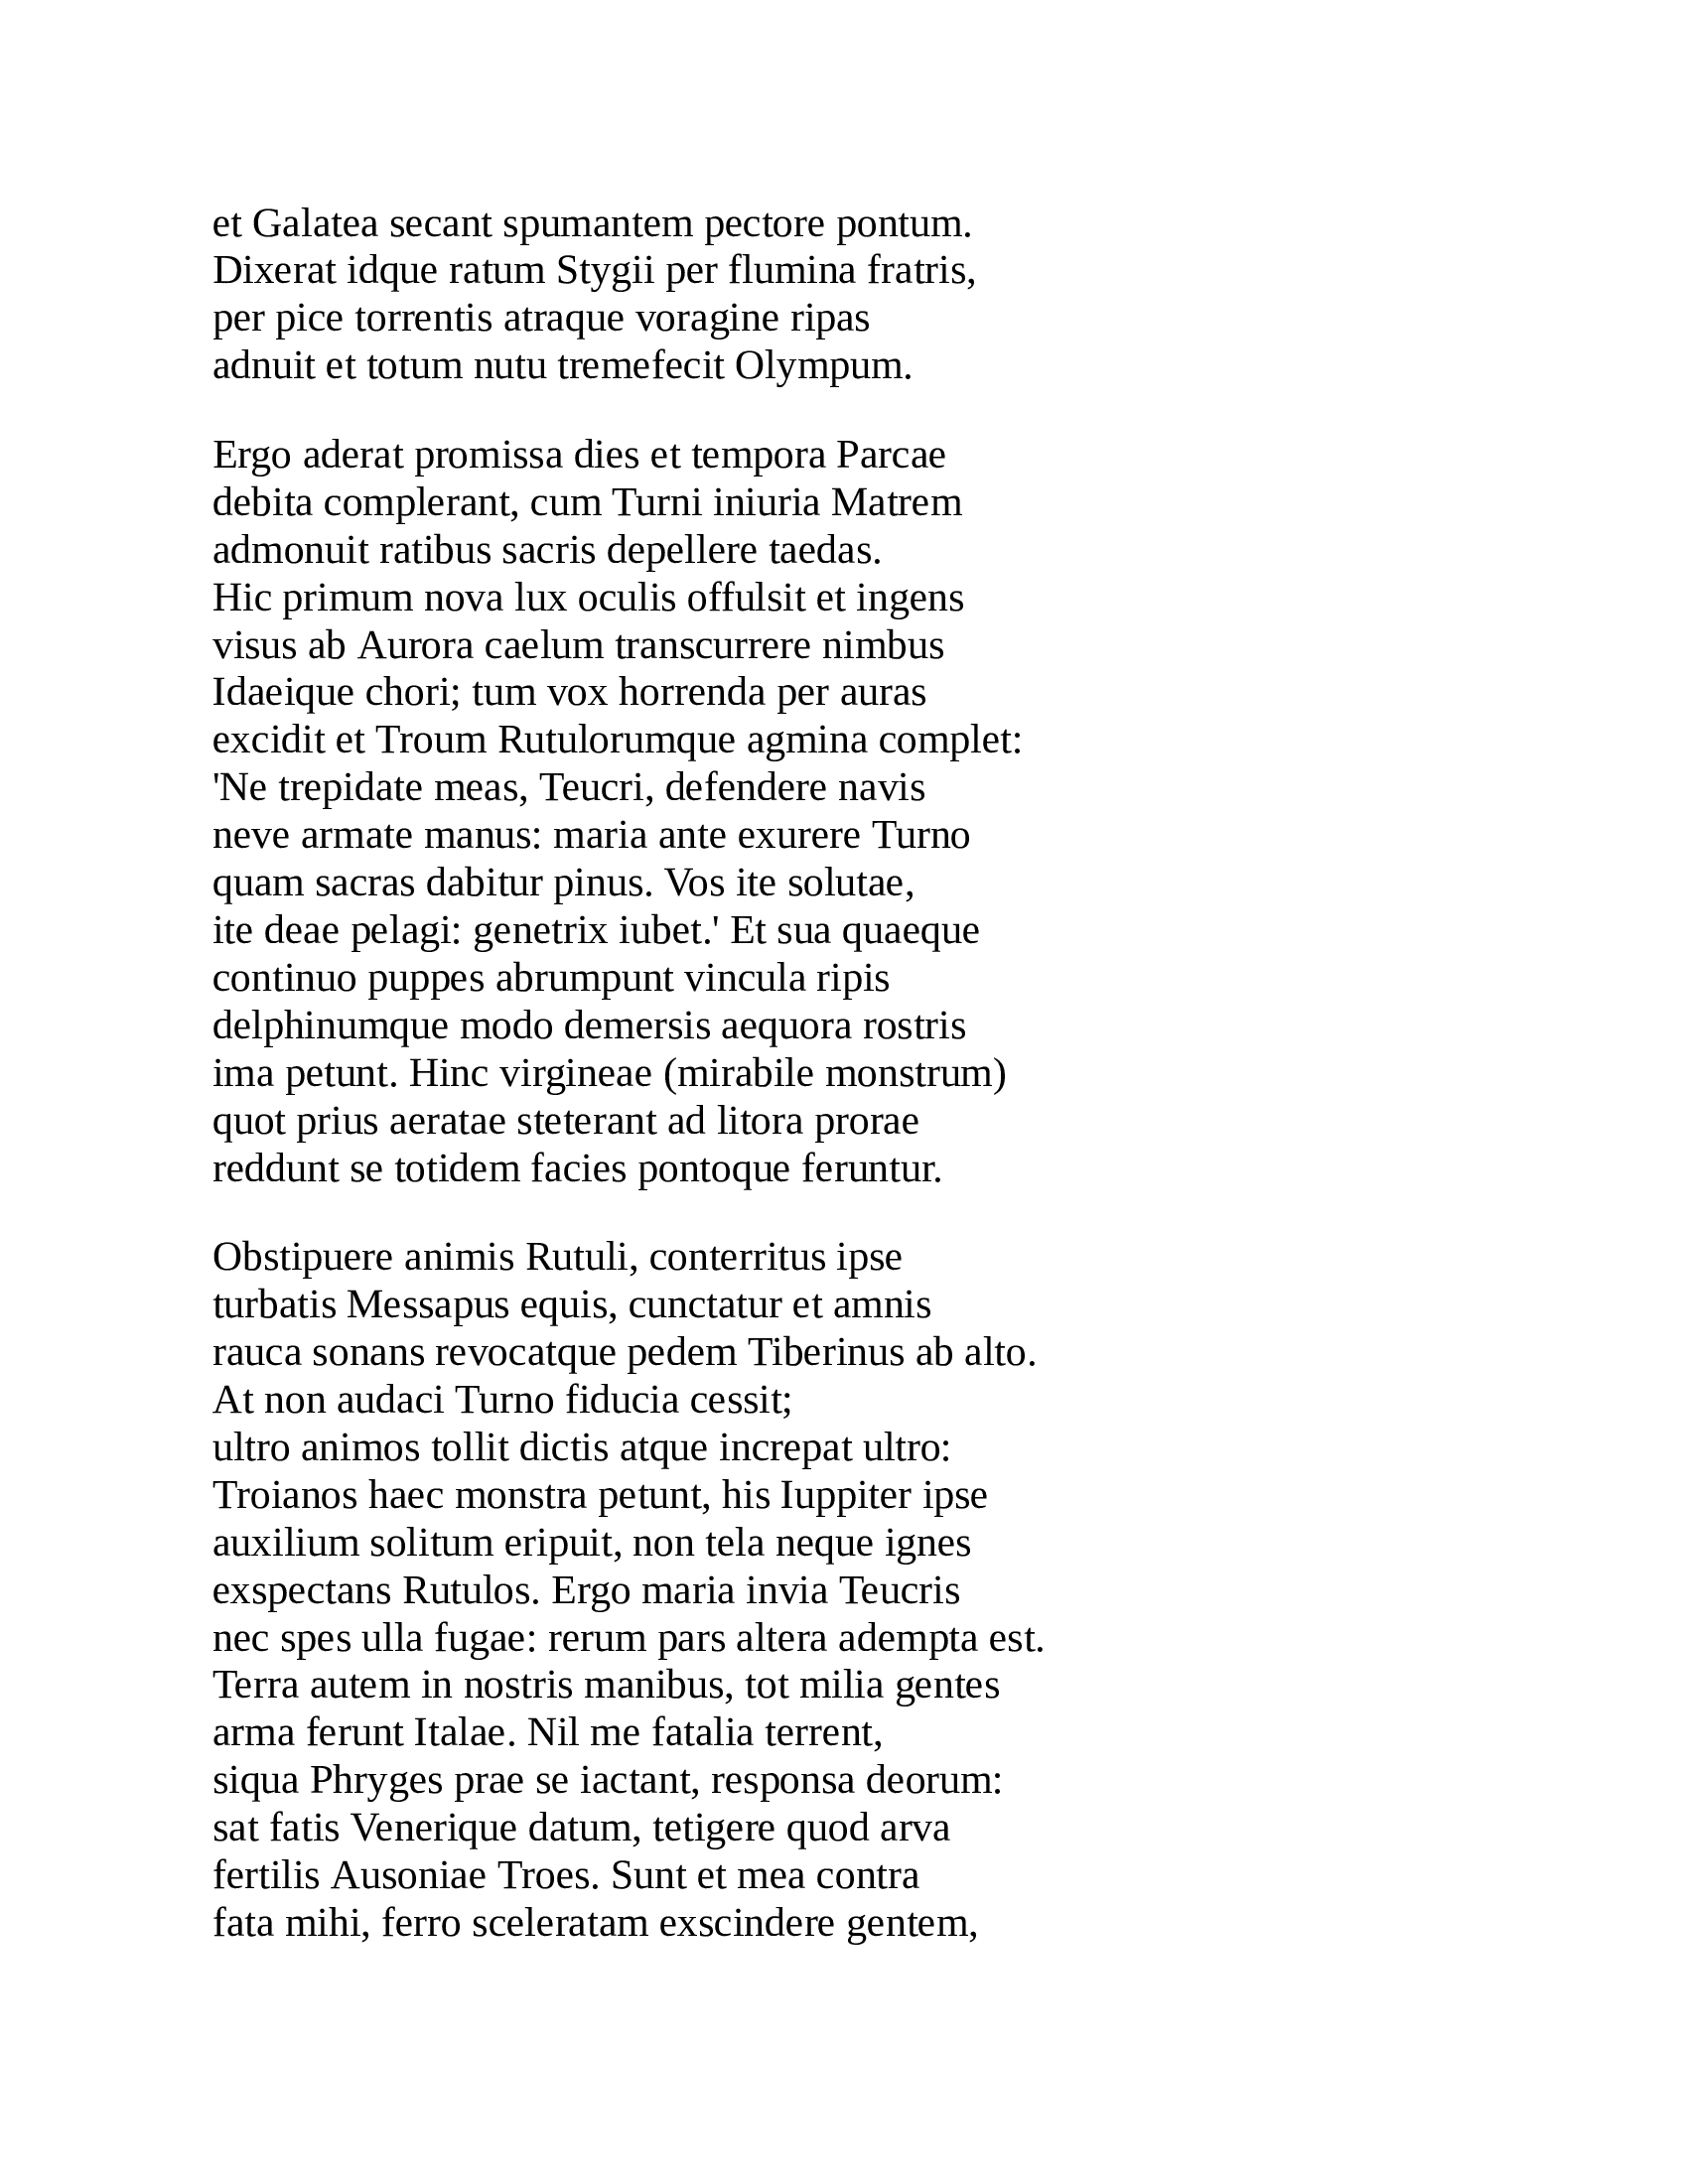 et Galatea secant spumantem pectore pontum.
Dixerat idque ratum Stygii per flumina fratris,
per pice torrentis atraque voragine ripas
adnuit et totum nutu tremefecit Olympum.
Ergo aderat promissa dies et tempora Parcae
debita complerant, cum Turni iniuria Matrem
admonuit ratibus sacris depellere taedas.
Hic primum nova lux oculis offulsit et ingens
visus ab Aurora caelum transcurrere nimbus
Idaeique chori; tum vox horrenda per auras
excidit et Troum Rutulorumque agmina complet:
'Ne trepidate meas, Teucri, defendere navis
neve armate manus: maria ante exurere Turno
quam sacras dabitur pinus. Vos ite solutae,
ite deae pelagi: genetrix iubet.' Et sua quaeque
continuo puppes abrumpunt vincula ripis
delphinumque modo demersis aequora rostris
ima petunt. Hinc virgineae (mirabile monstrum)
quot prius aeratae steterant ad litora prorae
reddunt se totidem facies pontoque feruntur.
Obstipuere animis Rutuli, conterritus ipse
turbatis Messapus equis, cunctatur et amnis
rauca sonans revocatque pedem Tiberinus ab alto.
At non audaci Turno fiducia cessit;
ultro animos tollit dictis atque increpat ultro:
Troianos haec monstra petunt, his Iuppiter ipse
auxilium solitum eripuit, non tela neque ignes
exspectans Rutulos. Ergo maria invia Teucris
nec spes ulla fugae: rerum pars altera adempta est.
Terra autem in nostris manibus, tot milia gentes
arma ferunt Italae. Nil me fatalia terrent,
siqua Phryges prae se iactant, responsa deorum:
sat fatis Venerique datum, tetigere quod arva
fertilis Ausoniae Troes. Sunt et mea contra
fata mihi, ferro sceleratam exscindere gentem,